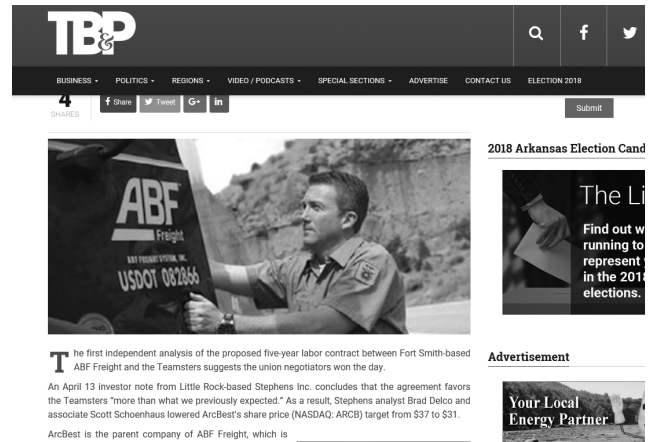 TB&P
BUSINESS POLITICS REGIONS VIDEO / PODCASTS SPECIAL SECTIONS ADVERTISE CONTACT US ELECTION 2018
4
SHARES
Share Tweet G+ in
Submit
2018 Arkansas Election Cand
ABF
Freight
ABF FREIGHT SYSTEM, INC.
USDOT 082866
The Li
Find out w
running to
represent
in the 2018
elections.
The first independent analysis of the proposed five-year labor contract between Fort Smith-based
ABF Freight and the Teamsters suggests the union negotiators won the day.
An April 13 investor note from Little Rock-based Stephens Inc. concludes that the agreement favors
the Teamsters “more than what we previously expected.” As a result, Stephens analyst Brad Delco and
associate Scott Schoenhaus lowered ArcBest's share price (NASDAQ: ARCB) target from $37 to $31.
ArcBest is the parent company of ABF Freight, which is
Advertisement
Your Local
Energy Partner